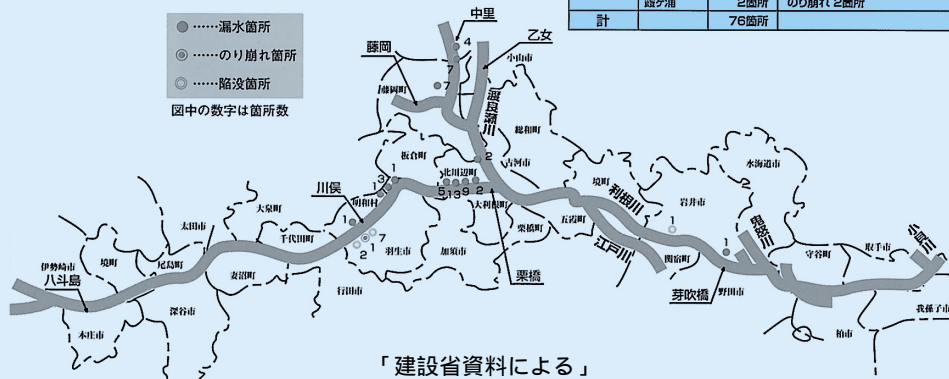 霞ケ浦 2箇所 のり崩れ 2箇所
計 76箇所
……漏水箇所
……のり崩れ箇所
……陥没箇所
図中の数字は箇所数
中里
乙女
藤岡
4
7
7
小山市
藤岡町
渡良瀬川
総和町
板倉町
2
古河市
北川辺町
水海道市
川俣
1
3
1
明和村
5
13
9
2
大利根町
境町
利根川
岩井市
大泉町
太田市
千代田町
1
7
2
羽生市
加須市
栗橋町
五霞町
江戸川
1
鬼怒川
1
小貝川
取手市
守谷町
伊勢崎市
境町
尾島町
妻沼町
行田市
栗橋
関宿町
芽吹橋
野田市
八斗島
深谷市
本庄市
我孫子市
柏市
「建設省資料による」